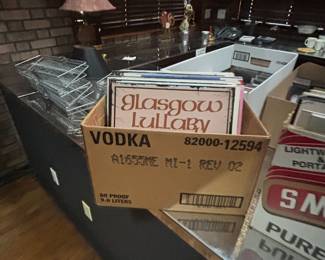 glasgow
lullaby
VODKA
82000-12594
A1655ME MI-1 REV 02
80 PROOF
9.0 LITERS
LIGHTW
&
PORTA
SM
PURE